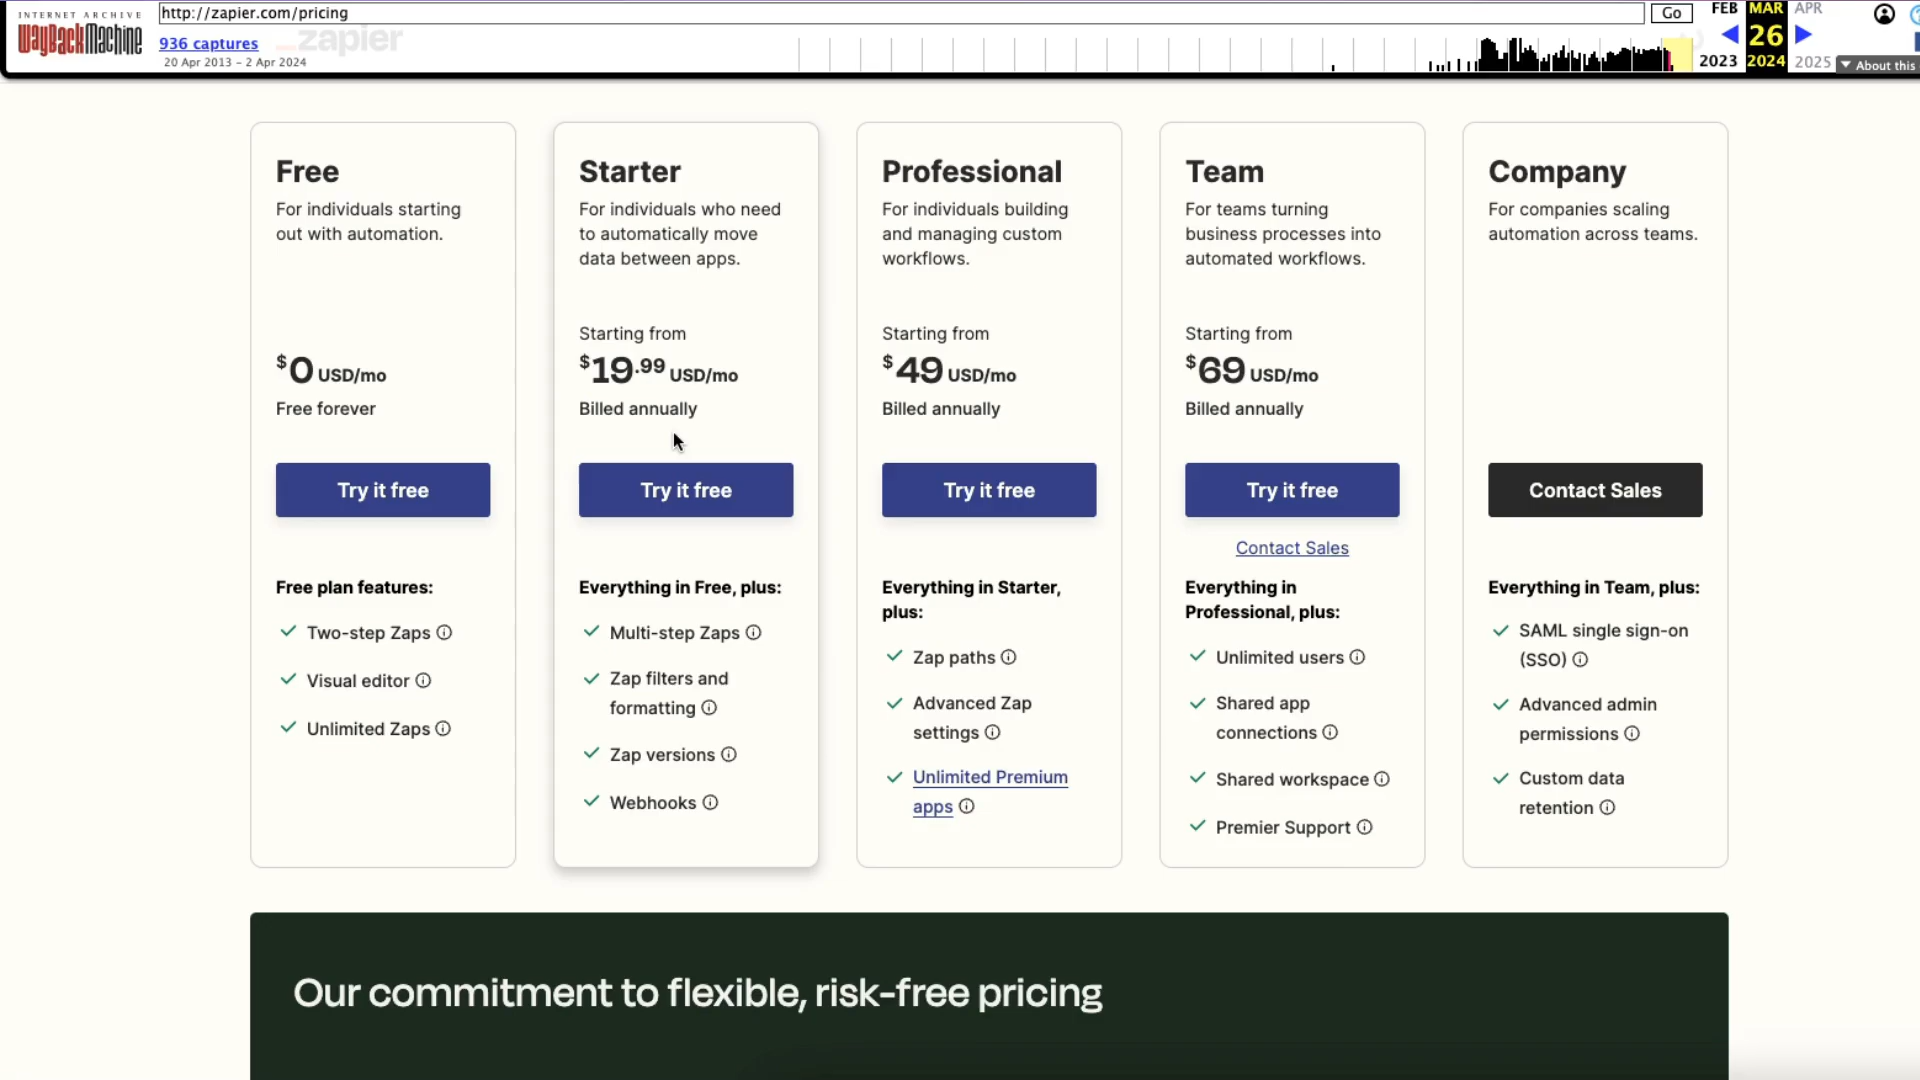 INTERNET ARCHIVE
WayBackMachine
http://zapier.com/pricing
Go
FEB MAR APR
936 captures
zapier
26
20 Apr 2013 – 2 Apr 2024
2023 2024 2025
▼ About this
Free
For individuals starting
out with automation.
$0 USD/mo
Free forever
Try it free
Free plan features:
Two-step Zaps
Visual editor
Unlimited Zaps
Starter
For individuals who need
to automatically move
data between apps.
Starting from
$19.99 USD/mo
Billed annually
Try it free
Everything in Free, plus:
Multi-step Zaps
Zap filters and
formatting
Zap versions
Webhooks
Professional
For individuals building
and managing custom
workflows.
Starting from
$49 USD/mo
Billed annually
Try it free
Everything in Starter,
plus:
Zap paths
Advanced Zap
settings
Unlimited Premium
apps
Team
For teams turning
business processes into
automated workflows.
Starting from
$69 USD/mo
Billed annually
Try it free
Contact Sales
Everything in
Professional, plus:
Unlimited users
Shared app
connections
Shared workspace
Premier Support
Company
For companies scaling
automation across teams.
Contact Sales
Everything in Team, plus:
SAML single sign-on
(SSO)
Advanced admin
permissions
Custom data
retention
Our commitment to flexible, risk-free pricing